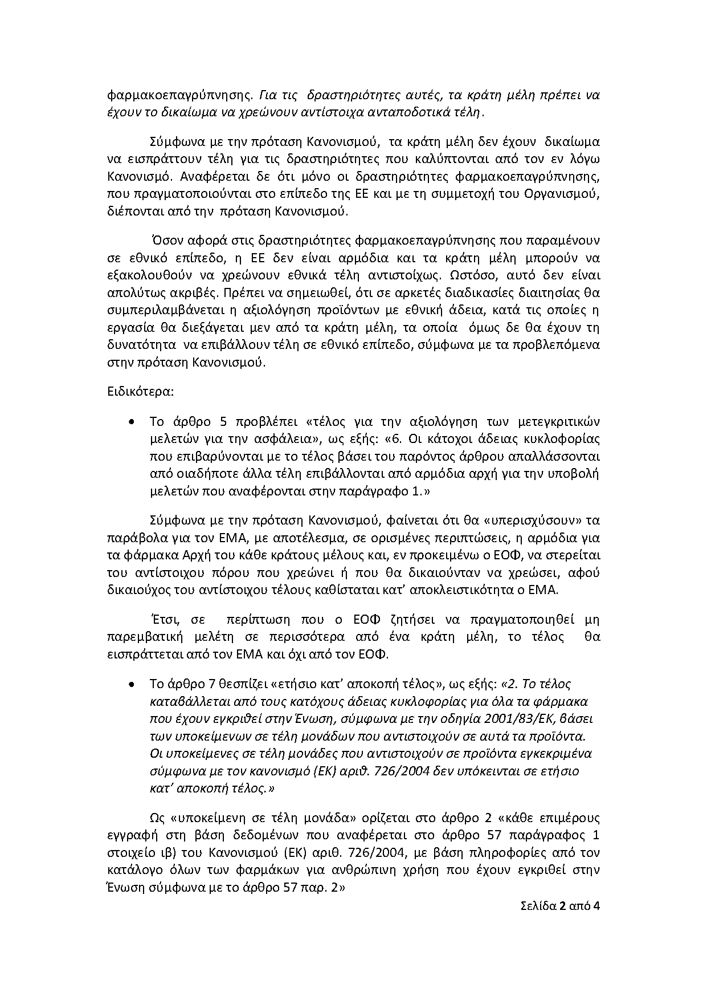 φαρμακοεπαγρύπνησης. Για τις δραστηριότητες αυτές, τα κράτη μέλη πρέπει να
έχουν το δικαίωμα να χρεώνουν αντίστοιχα ανταποδοτικά τέλη.
Σύμφωνα με την πρόταση Κανονισμού, τα κράτη μέλη δεν έχουν δικαίωμα
να εισπράττουν τέλη για τις δραστηριότητες που καλύπτονται από τον εν λόγω
Κανονισμό. Αναφέρεται δε ότι μόνο οι δραστηριότητες φαρμακοεπαγρύπνησης,
που πραγματοποιούνται στο επίπεδο της ΕΕ και με τη συμμετοχή του Οργανισμού,
διέπονται από την πρόταση Κανονισμού.
Όσον αφορά στις δραστηριότητες φαρμακοεπαγρύπνησης που παραμένουν
σε εθνικό επίπεδο, η ΕΕ δεν είναι αρμόδια και τα κράτη μέλη μπορούν να
εξακολουθούν να χρεώνουν εθνικά τέλη αντιστοίχως. Ωστόσο, αυτό δεν είναι
απολύτως ακριβές. Πρέπει να σημειωθεί, ότι σε αρκετές διαδικασίες διαιτησίας θα
συμπεριλαμβάνεται η αξιολόγηση προϊόντων με εθνική άδεια, κατά τις οποίες η
εργασία θα διεξάγεται μεν από τα κράτη μέλη, τα οποία όμως δε θα έχουν τη
δυνατότητα να επιβάλλουν τέλη σε εθνικό επίπεδο, σύμφωνα με τα προβλεπόμενα
στην πρόταση Κανονισμού.
Ειδικότερα:
• Το άρθρο 5 προβλέπει «τέλος για την αξιολόγηση των μετεγκριτικών
μελετών για την ασφάλεια», ως εξής: «6. Οι κάτοχοι άδειας κυκλοφορίας
που επιβαρύνονται με το τέλος βάσει του παρόντος άρθρου απαλλάσσονται
από οιαδήποτε άλλα τέλη επιβάλλονται από αρμόδια αρχή για την υποβολή
μελετών που αναφέρονται στην παράγραφο 1.»
Σύμφωνα με την πρόταση Κανονισμού, φαίνεται ότι θα «υπερισχύσουν» τα
παράβολα για τον ΕΜΑ, με αποτέλεσμα, σε ορισμένες περιπτώσεις, η αρμόδια για
τα φάρμακα Αρχή του κάθε κράτους μέλους και, εν προκειμένω ο ΕΟΦ, να στερείται
του αντίστοιχου πόρου που χρεώνει ή που θα δικαιούνταν να χρεώσει, αφού
δικαιούχος του αντίστοιχου τέλους καθίσταται κατ’ αποκλειστικότητα ο ΕΜΑ.
Έτσι, σε περίπτωση που ο ΕΟΦ ζητήσει να πραγματοποιηθεί μη
παρεμβατική μελέτη σε περισσότερα από ένα κράτη μέλη, το τέλος θα
εισπράττεται από τον ΕΜΑ και όχι από τον ΕΟΦ.
• Το άρθρο 7 θεσπίζει «ετήσιο κατ’ αποκοπή τέλος», ως εξής: «2. Το τέλος
καταβάλλεται από τους κατόχους άδειας κυκλοφορίας για όλα τα φάρμακα
που έχουν εγκριθεί στην Ένωση, σύμφωνα με την οδηγία 2001/83/ΕΚ, βάσει
των υποκείμενων σε τέλη μονάδων που αντιστοιχούν σε αυτά τα προϊόντα.
Οι υποκείμενες σε τέλη μονάδες που αντιστοιχούν σε προϊόντα εγκεκριμένα
σύμφωνα με τον κανονισμό (ΕΚ) αριθ. 726/2004 δεν υπόκεινται σε ετήσιο
κατ’ αποκοπή τέλος.»
Ως «υποκείμενη σε τέλη μονάδα» ορίζεται στο άρθρο 2 «κάθε επιμέρους
εγγραφή στη βάση δεδομένων που αναφέρεται στο άρθρο 57 παράγραφος 1
στοιχείο ιβ) του Κανονισμού (ΕΚ) αριθ. 726/2004, με βάση πληροφορίες από τον
κατάλογο όλων των φαρμάκων για ανθρώπινη χρήση που έχουν εγκριθεί στην
Ένωση σύμφωνα με το άρθρο 57 παρ. 2»
Σελίδα 2 από 4